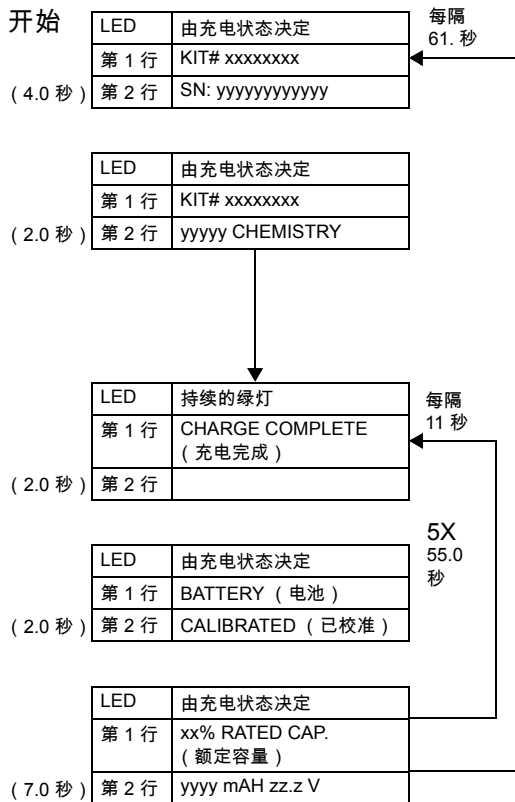 开始
每隔
61. 秒
LED 由充电状态决定
第 1 行 KIT# xxxxxxxx
(4.0 秒) 第 2 行 SN: yyyyyyyyyyyy
LED 由充电状态决定
第 1 行 KIT# xxxxxxxx
(2.0 秒) 第 2 行 yyyyy CHEMISTRY
LED 持续的绿灯
每隔
11 秒
第 1 行 CHARGE COMPLETE
(充电完成)
(2.0 秒) 第 2 行
5X
55.0
秒
LED 由充电状态决定
第 1 行 BATTERY (电池)
(2.0 秒) 第 2 行 CALIBRATED (已校准)
LED 由充电状态决定
第 1 行 xx% RATED CAP.
(额定容量)
(7.0 秒) 第 2 行 yyyy mAH zz.z V